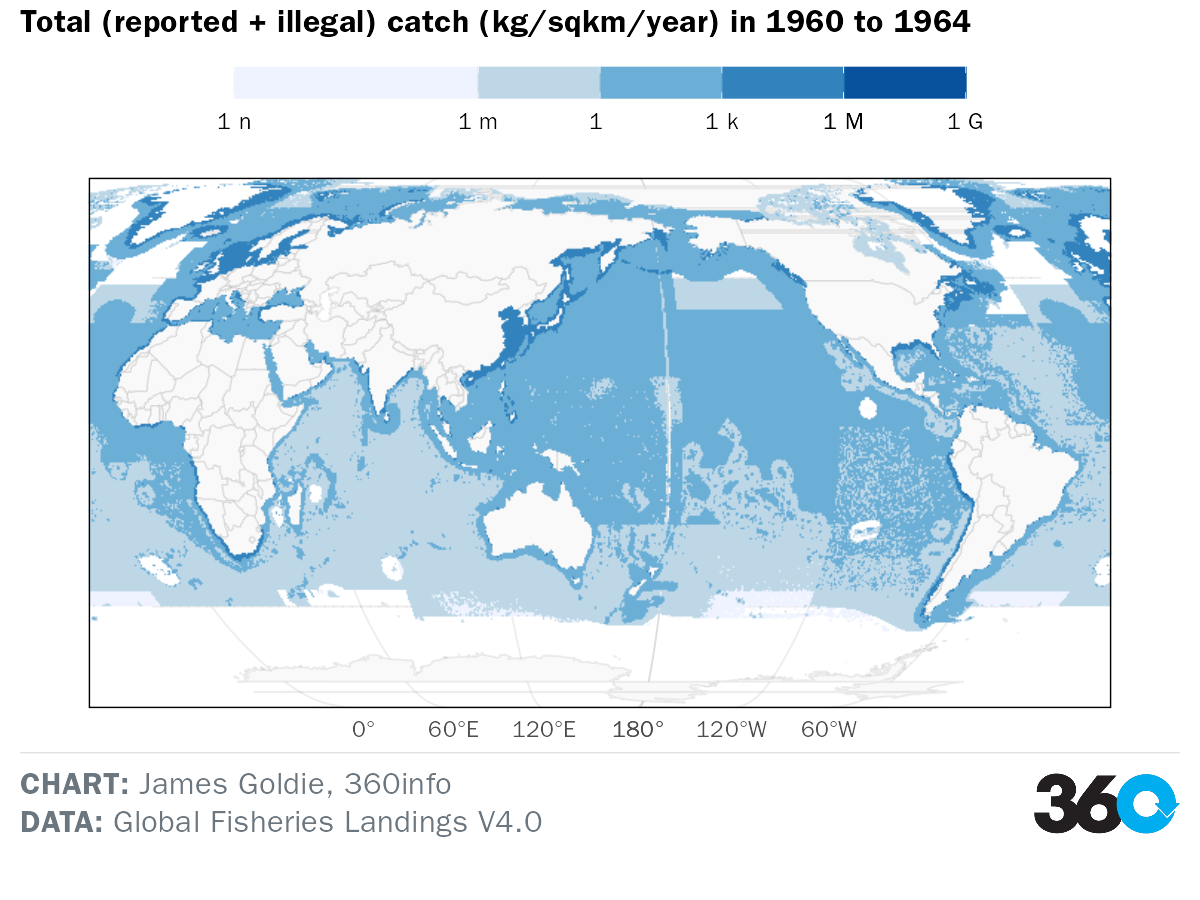 Total (reported + illegal) catch (kg/sqkm/year) in 1960 to 1964
1 n 1 m 1 1 k 1 M 1 G
0° 60°E 120°E 180° 120°W 60°W
CHART: James Goldie, 360info
DATA: Global Fisheries Landings V4.0
360